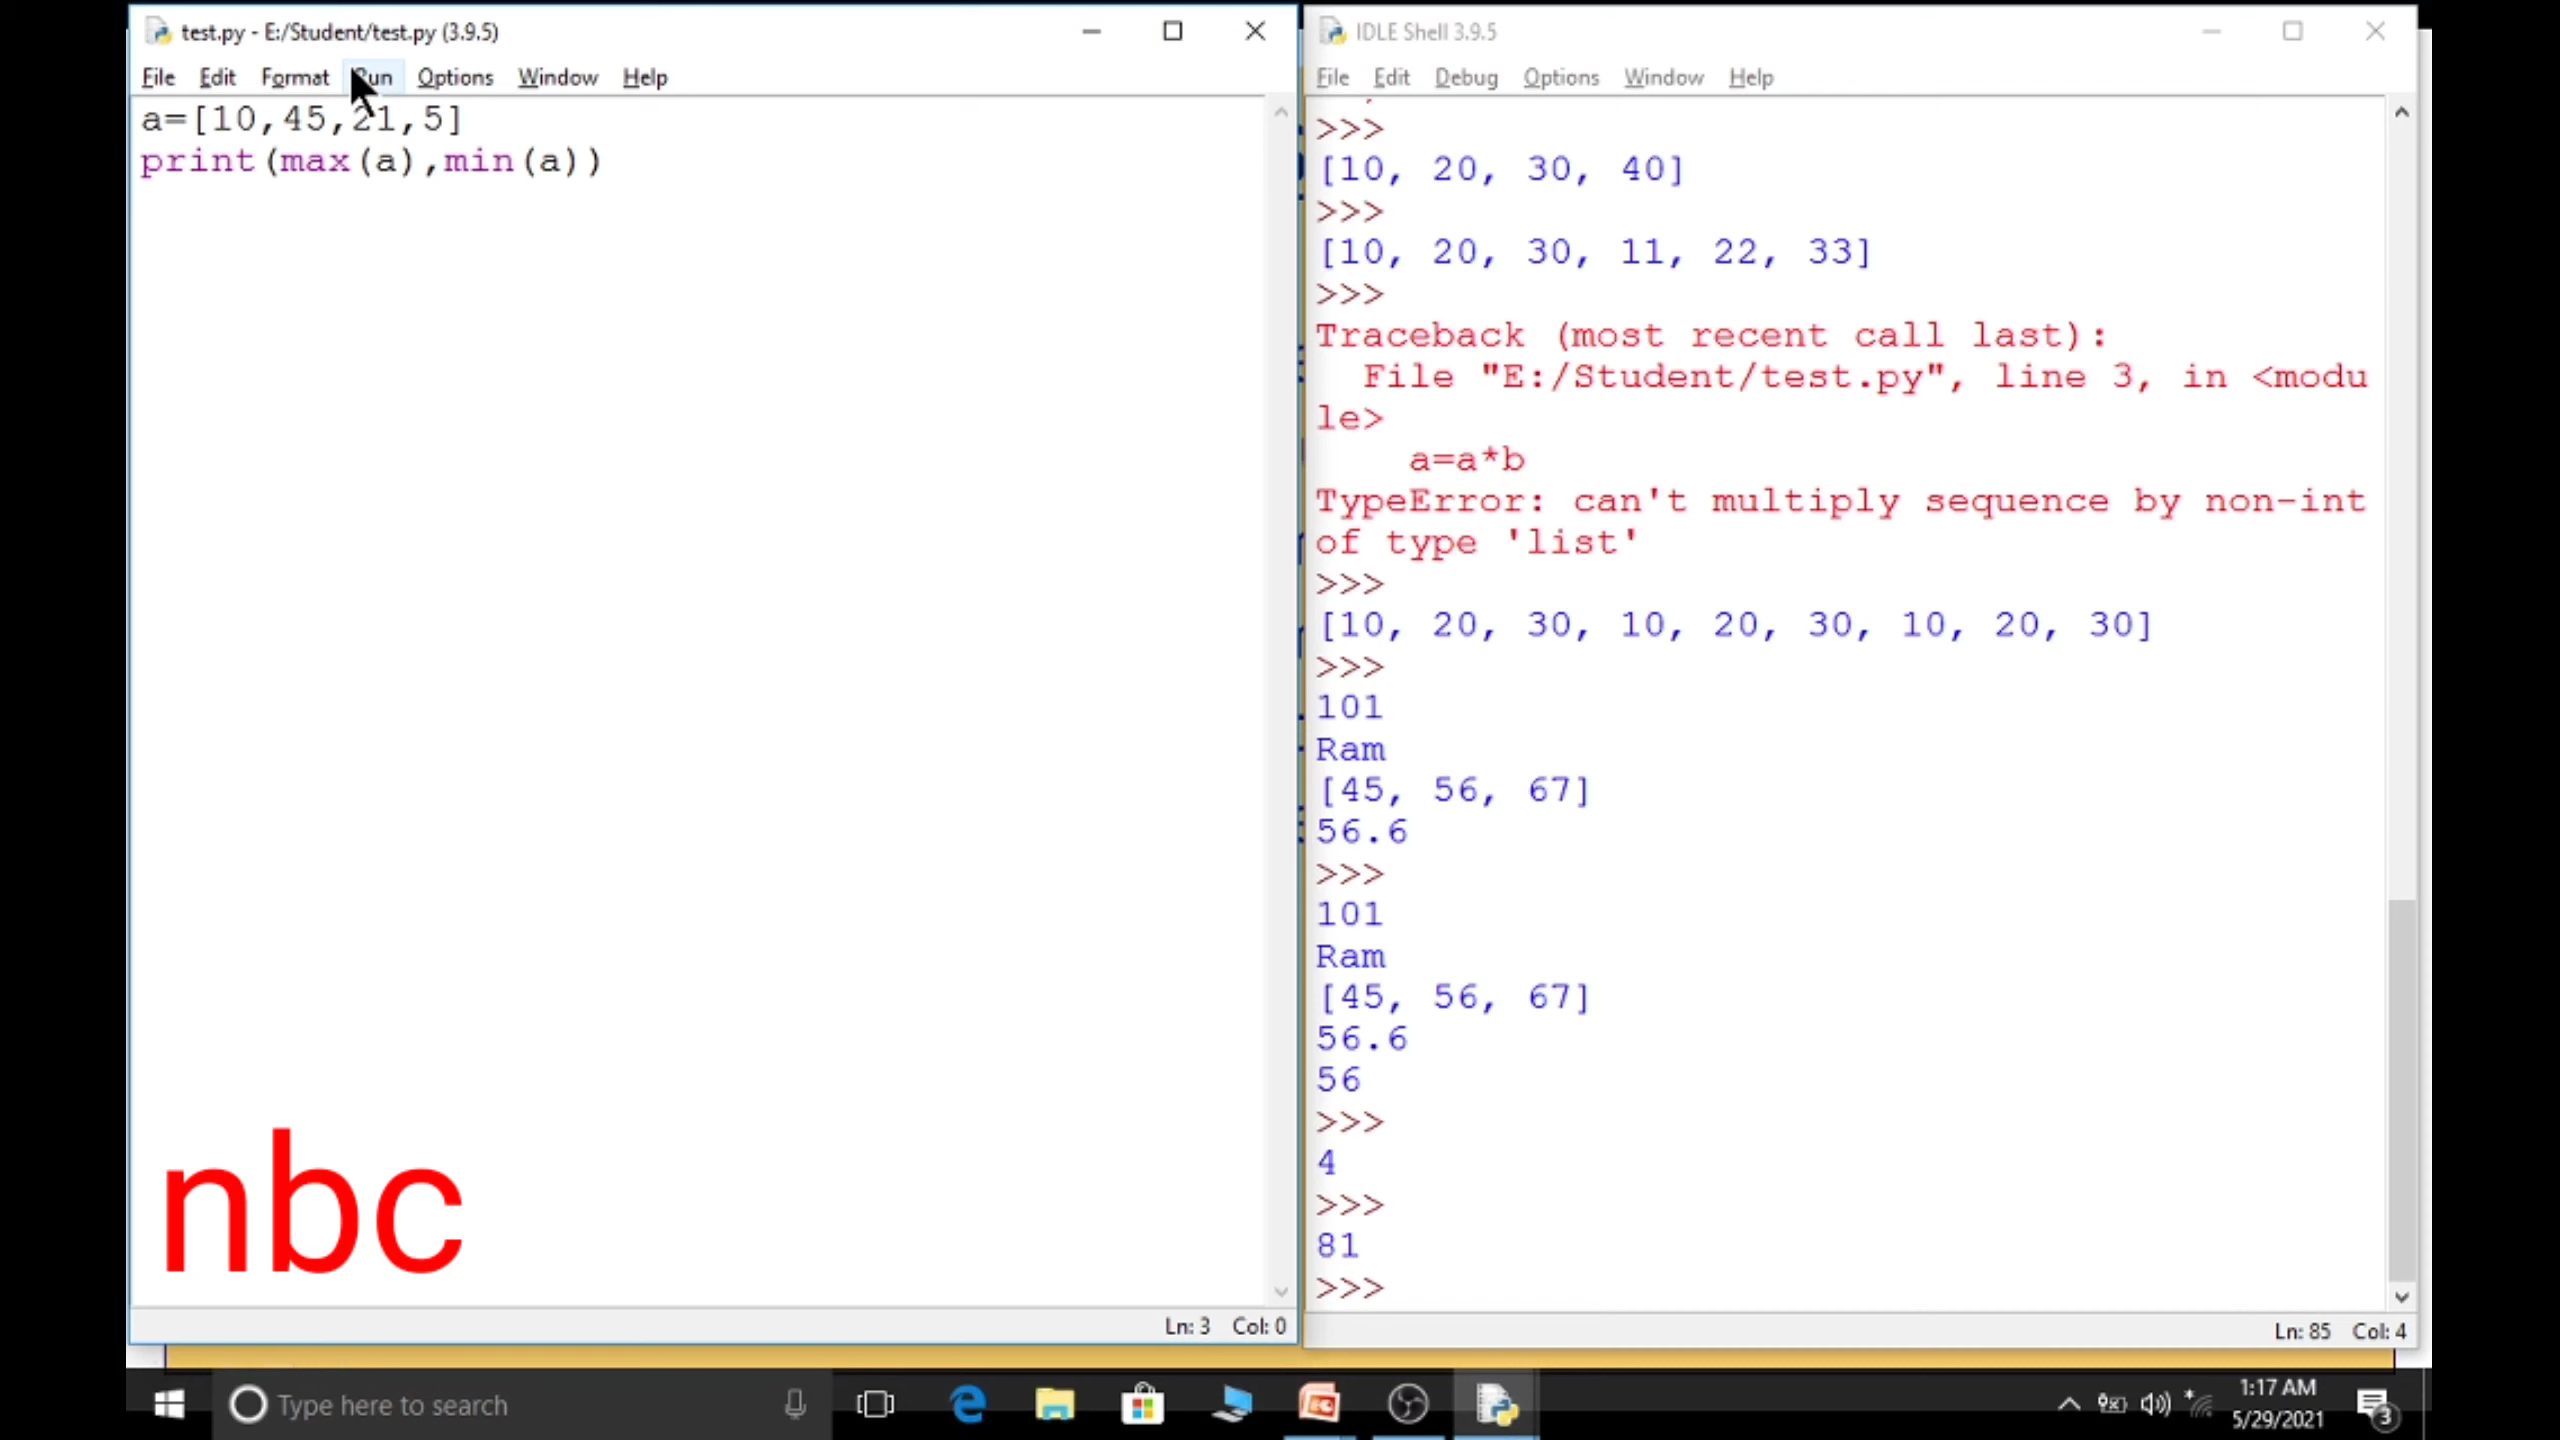 test.py - E:/Student/test.py (3.9.5)
File Edit Format Run Options Window Help
a=[10,45,21,5]
print(max(a),min(a))
nbc
Ln: 3 Col: 0
IDLE Shell 3.9.5
File Edit Debug Options Window Help
>>>
[10, 20, 30, 40]
>>>
[10, 20, 30, 11, 22, 33]
>>>
Traceback (most recent call last):
File "E:/Student/test.py", line 3, in <modu
le>
a=a*b
TypeError: can't multiply sequence by non-int
of type 'list'
>>>
[10, 20, 30, 10, 20, 30, 10, 20, 30]
>>>
101
Ram
[45, 56, 67]
56.6
>>>
101
Ram
[45, 56, 67]
56.6
56
>>>
4
>>>
81
>>>
Ln: 85 Col: 4
Type here to search
1:17 AM
5/29/2021
3